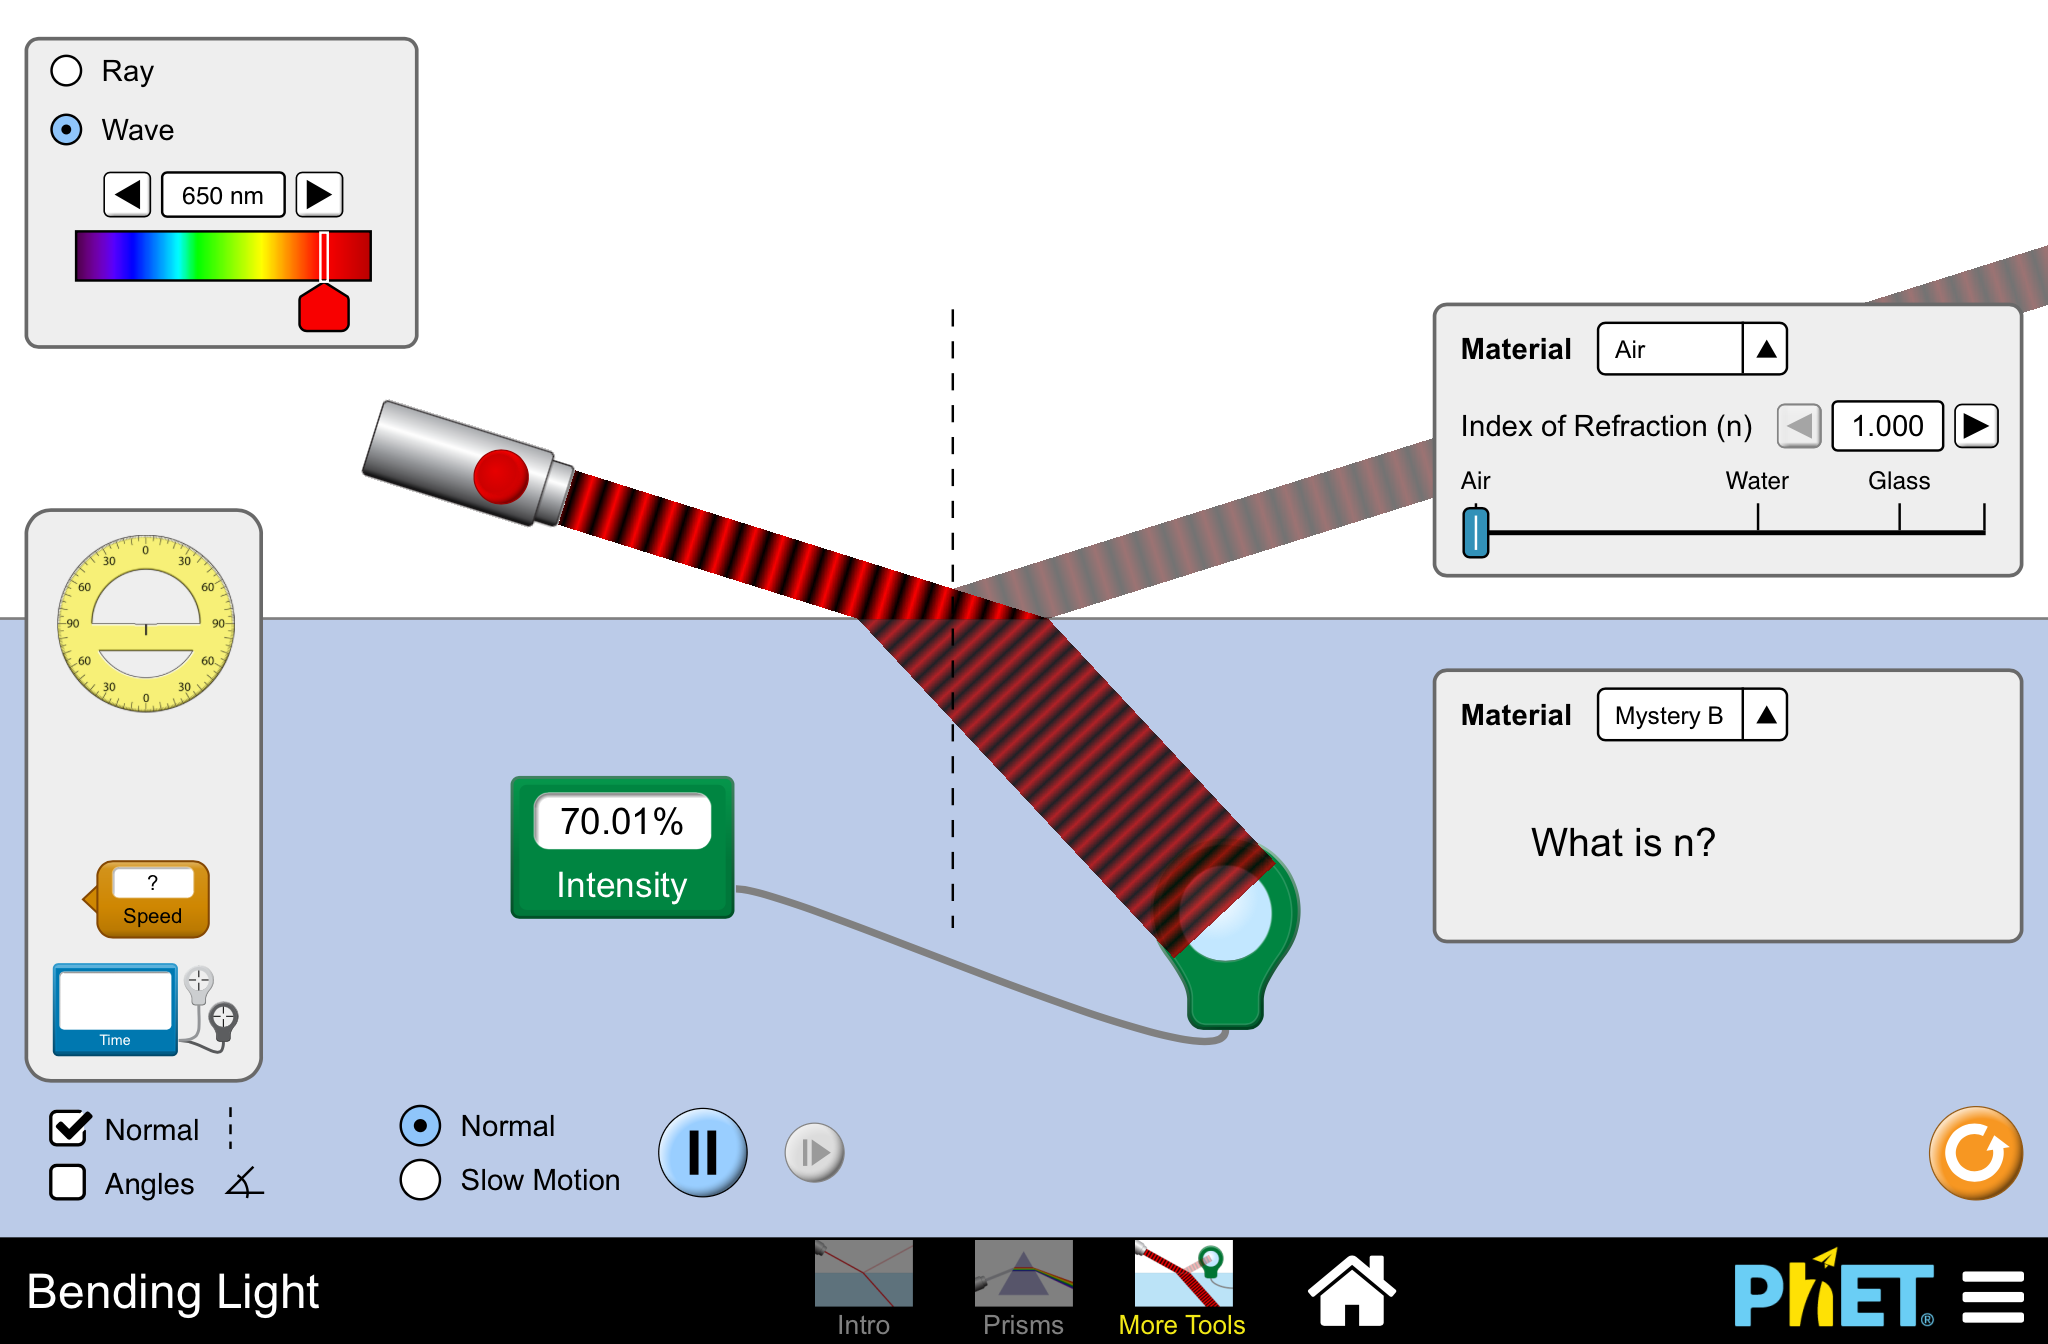 Ray
Wave
650 nm
Material Air
Index of Refraction (n) 1.000
Air Water Glass
0
30 30
60 60
90 90
60 60
30 30
0
Material Mystery B
What is n?
70.01%
Intensity
?
Speed
Time
Normal
Angles
Normal
Slow Motion
Bending Light
Intro
Prisms
More Tools
PhET®